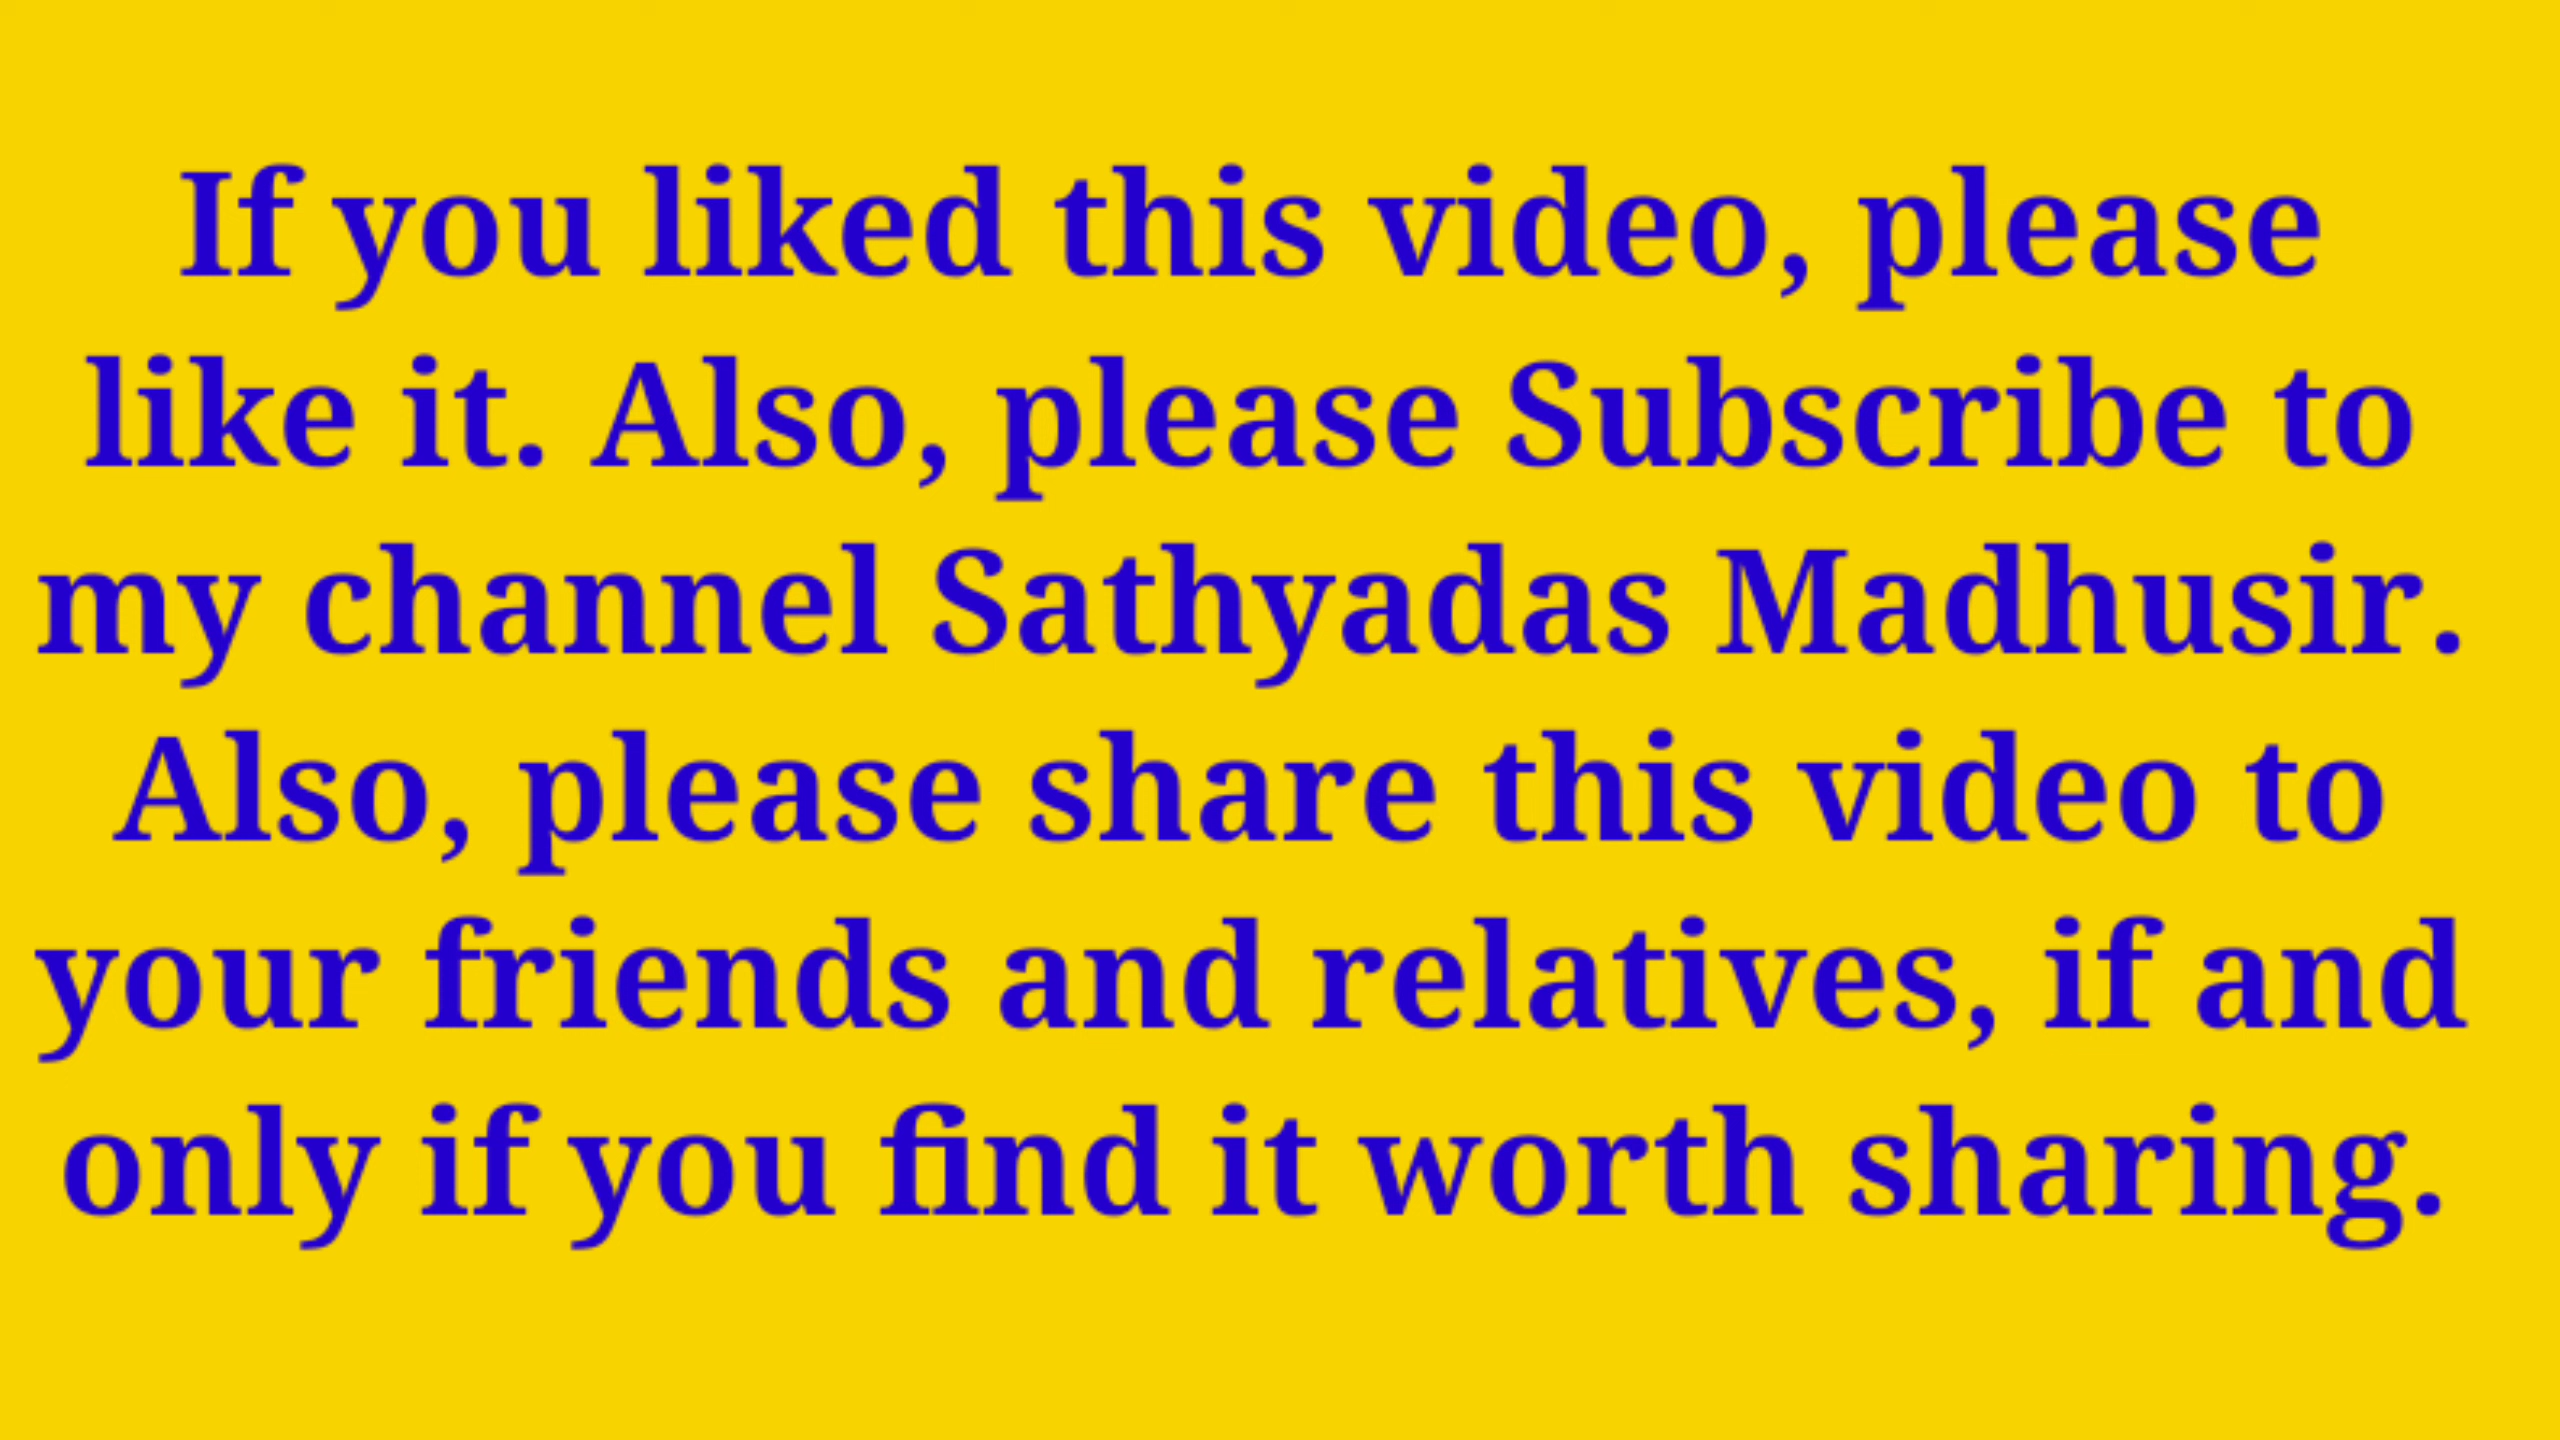 If you liked this video, please
like it. Also, please Subscribe to
my channel Sathyadas Madhusir.
Also, please share this video to
your friends and relatives, if and
only if you find it worth sharing.